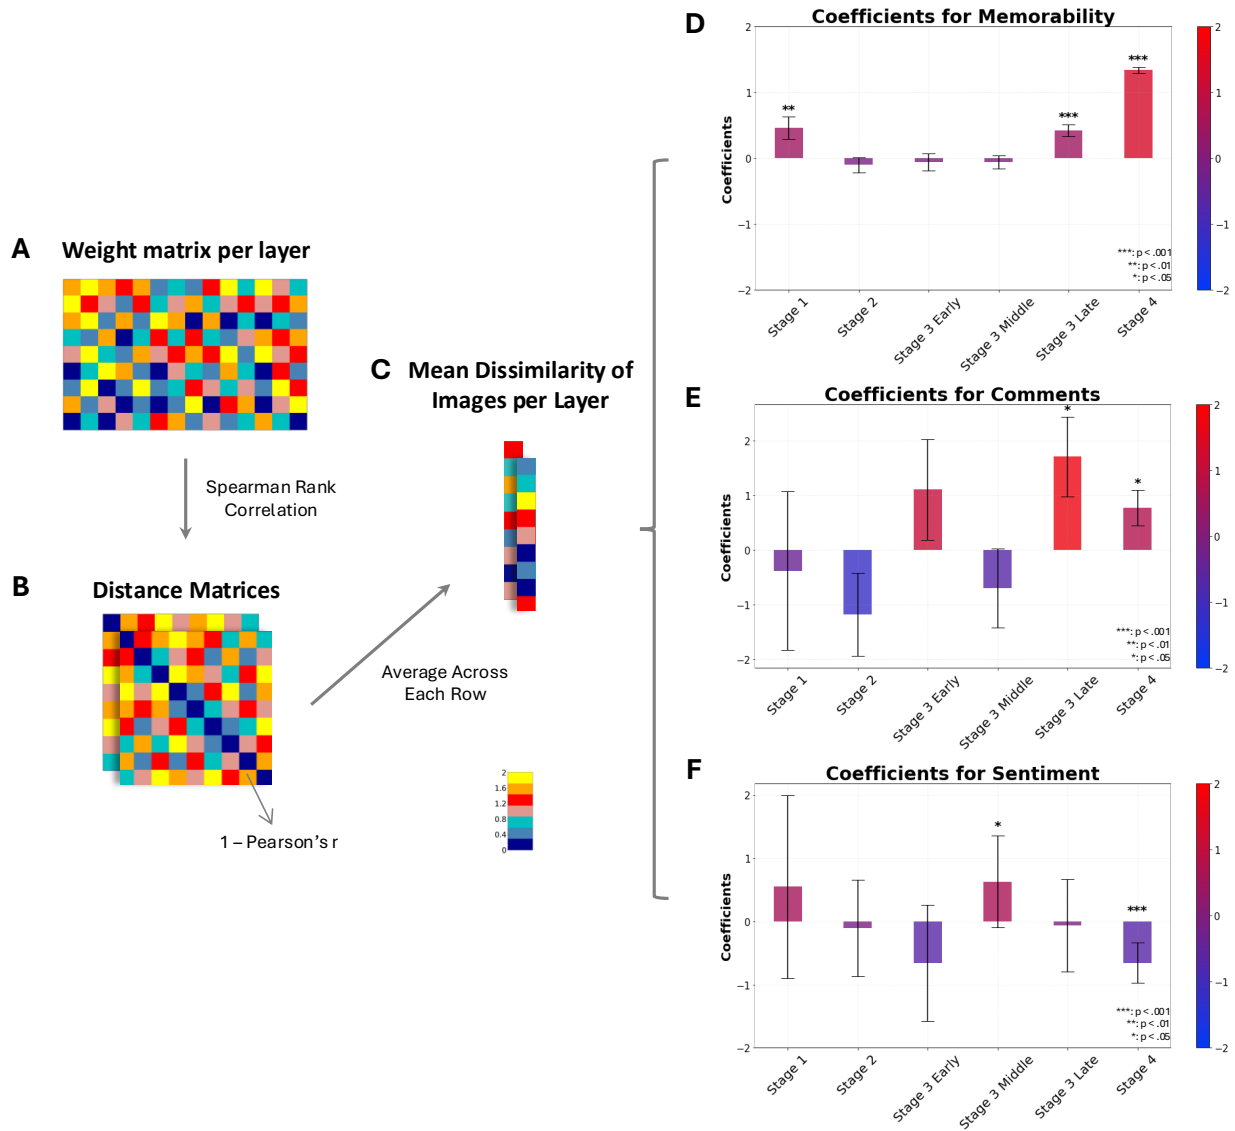 A
Weight matrix per layer
Spearman Rank
Correlation
B
Distance Matrices
1 – Pearson's r
Average Across
Each Row
C
Mean Dissimilarity of
Images per Layer
2
1.6
1.2
0.8
0.4
0
D
Coefficients for Memorability
Coefficients
2
1
0
−1
−2
**
***
***
***: p < .001
**: p < .01
*: p < .05
Stage 1
Stage 2
Stage 3 Early
Stage 3 Middle
Stage 3 Late
Stage 4
2
1
0
−1
−2
E
Coefficients for Comments
Coefficients
2
1
0
−1
−2
*
*
***: p < .001
**: p < .01
*: p < .05
Stage 1
Stage 2
Stage 3 Early
Stage 3 Middle
Stage 3 Late
Stage 4
2
1
0
−1
−2
F
Coefficients for Sentiment
Coefficients
2
1
0
−1
−2
*
***
***: p < .001
**: p < .01
*: p < .05
Stage 1
Stage 2
Stage 3 Early
Stage 3 Middle
Stage 3 Late
Stage 4
2
1
0
−1
−2